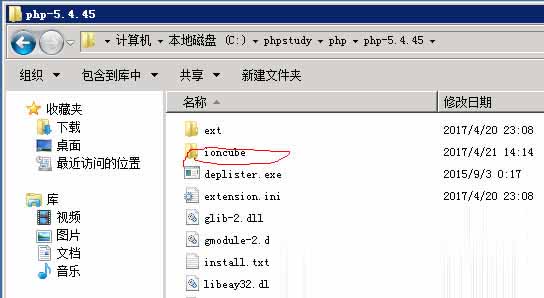 php-5.4.45
计算机 本地磁盘 (C:) phpstudy php php-5.4.45
组织 包含到库中 共享 新建文件夹
收藏夹
下载
桌面
最近访问的位置
库
视频
图片
文档
音乐
名称 修改日期
ext 2017/4/20 23:08
ioncube 2017/4/21 14:14
deplister.exe 2015/9/3 0:17
extension.ini 2017/4/20 23:08
glib-2.dll
gmodule-2.d
install.txt
libeay32.dl